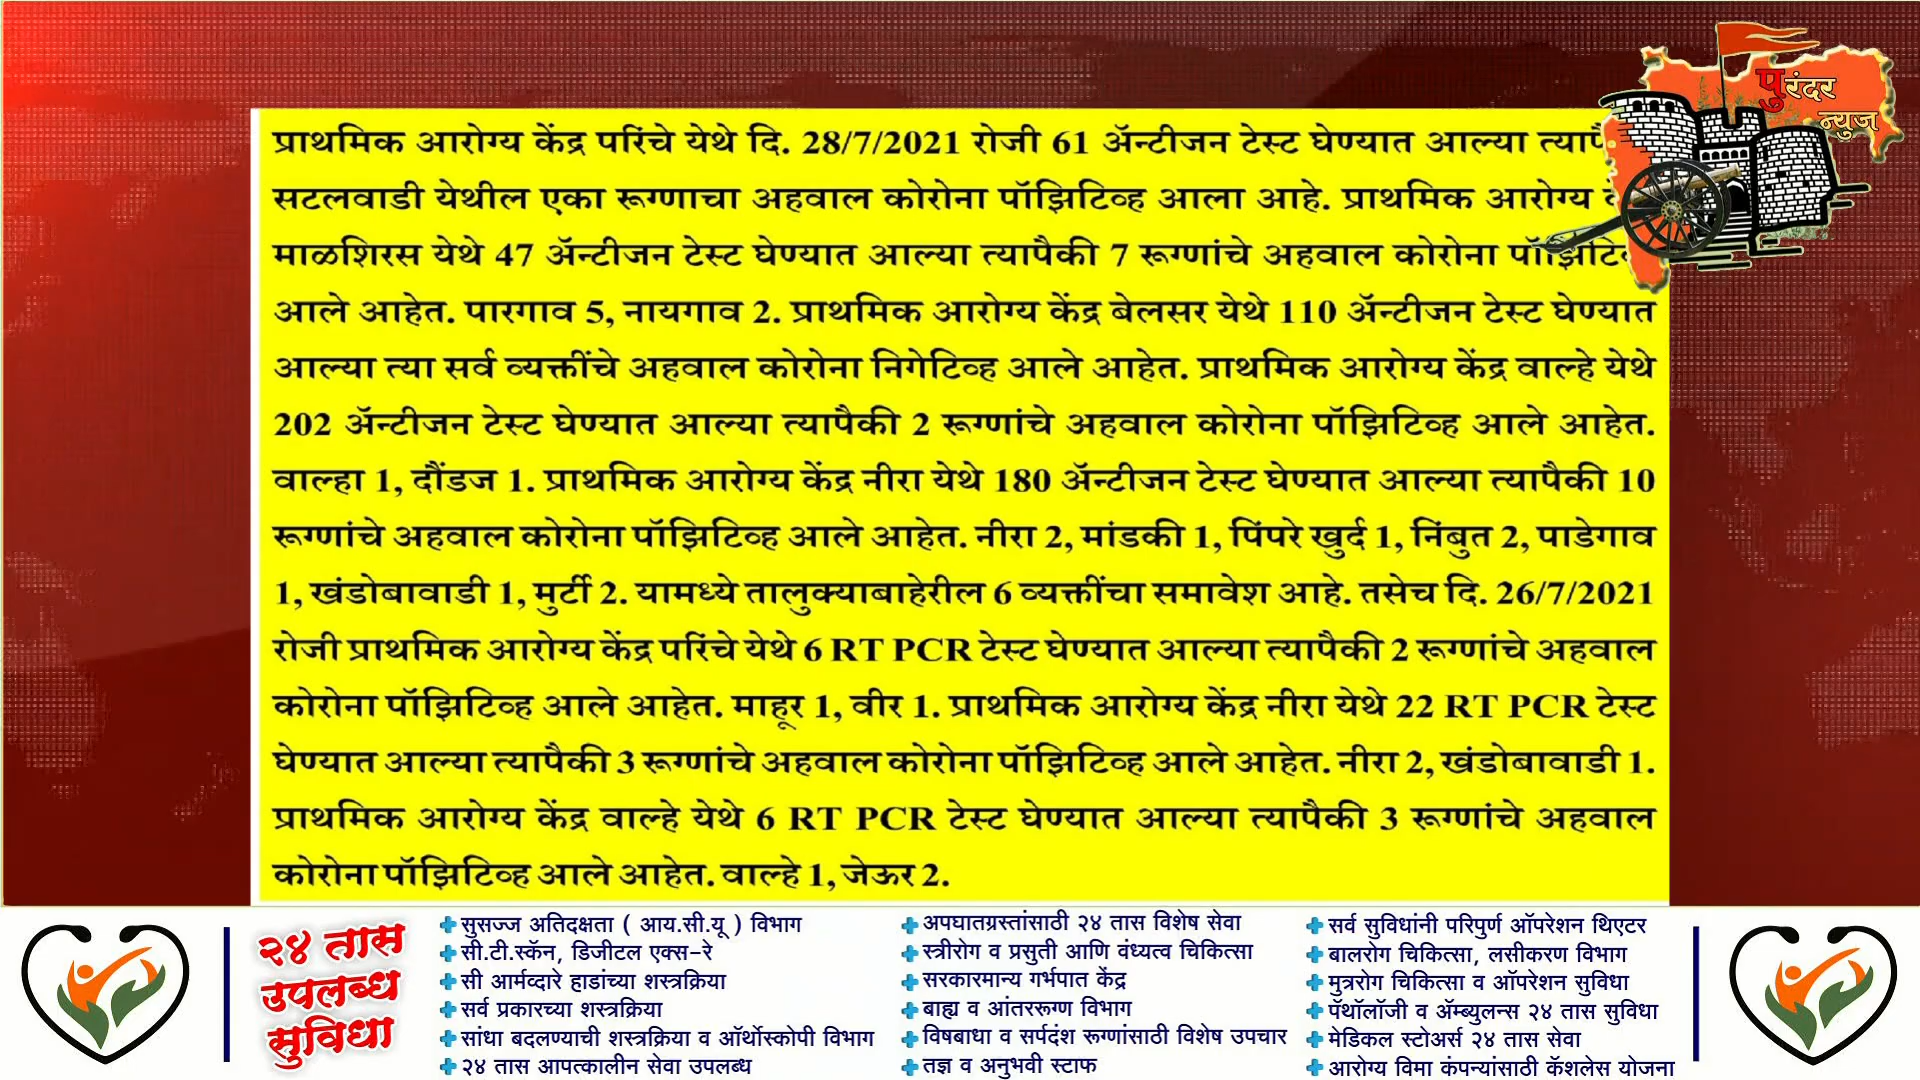 पुरंदर
न्युज
प्राथमिक आरोग्य केंद्र परिंचे येथे दि. 28/7/2021 रोजी 61 ॲन्टीजन टेस्ट घेण्यात आल्या
सटलवाडी येथील एका रूग्णाचा अहवाल कोरोना पॉझिटिव्ह आला आहे. प्राथमिक आरोग्य
माळशिरस येथे 47 ॲन्टीजन टेस्ट घेण्यात आल्या त्यापैकी 7 रूग्णांचे अहवाल कोरोना
आले आहेत. पारगाव 5, नायगाव 2. प्राथमिक आरोग्य केंद्र बेलसर येथे 110 ॲन्टीजन टेस्ट घेण्यात
आल्या त्या सर्व व्यक्तींचे अहवाल कोरोना निगेटिव्ह आले आहेत. प्राथमिक आरोग्य केंद्र वाल्हे येथे
202 ॲन्टीजन टेस्ट घेण्यात आल्या त्यापैकी 2 रूग्णांचे अहवाल कोरोना पॉझिटिव्ह आले आहेत.
वाल्हा 1, दौंडज 1. प्राथमिक आरोग्य केंद्र नीरा येथे 180 ॲन्टीजन टेस्ट घेण्यात आल्या त्यापैकी 10
रूग्णांचे अहवाल कोरोना पॉझिटिव्ह आले आहेत. नीरा 2, मांडकी 1, पिंपरे खुर्द 1, निंबुत 2, पाडेगाव
1, खंडोबावाडी 1, मुर्टी 2. यामध्ये तालुक्याबाहेरील 6 व्यक्तींचा समावेश आहे. तसेच दि. 26/7/2021
रोजी प्राथमिक आरोग्य केंद्र परिंचे येथे 6 RT PCR टेस्ट घेण्यात आल्या त्यापैकी 2 रूग्णांचे अहवाल
कोरोना पॉझिटिव्ह आले आहेत. माहूर 1, वीर 1. प्राथमिक आरोग्य केंद्र नीरा येथे 22 RT PCR टेस्ट
घेण्यात आल्या त्यापैकी 3 रूग्णांचे अहवाल कोरोना पॉझिटिव्ह आले आहेत. नीरा 2, खंडोबावाडी 1.
प्राथमिक आरोग्य केंद्र वाल्हे येथे 6 RT PCR टेस्ट घेण्यात आल्या त्यापैकी 3 रूग्णांचे अहवाल
कोरोना पॉझिटिव्ह आले आहेत. वाल्हे 1, जेऊर 2.
२४ तास
उपलब्ध
सुविधा
सुसज्ज अतिदक्षता ( आय.सी.यू ) विभाग
सी.टी.स्कॅन, डिजीटल एक्स-रे
सी आर्मव्दारे हाडांच्या शस्त्रक्रिया
सर्व प्रकारच्या शस्त्रक्रिया
सांधा बदलण्याची शस्त्रक्रिया व ऑर्थोस्कोपी विभाग
२४ तास आपत्कालीन सेवा उपलब्ध
अपघातग्रस्तांसाठी २४ तास विशेष सेवा
स्त्रीरोग व प्रसुती आणि वंध्यत्व चिकित्सा
सरकारमान्य गर्भपात केंद्र
बाह्य व आंतररूग्ण विभाग
विषबाधा व सर्पदंश रूग्णांसाठी विशेष उपचार
तज्ञ व अनुभवी स्टाफ
सर्व सुविधांनी परिपुर्ण ऑपरेशन थिएटर
बालरोग चिकित्सा, लसीकरण विभाग
मुत्ररोग चिकित्सा व ऑपरेशन सुविधा
पॅथॉलॉजी व ॲम्ब्युलन्स २४ तास सुविधा
मेडिकल स्टोअर्स २४ तास सेवा
आरोग्य विमा कंपन्यांसाठी कॅशलेस योजना